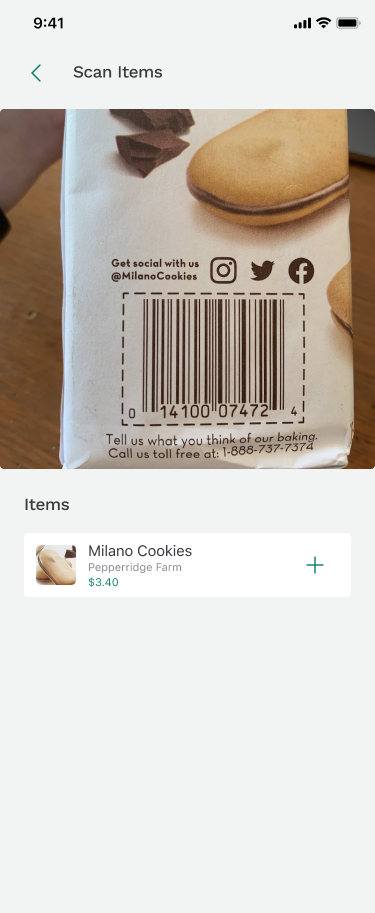 9:41
Scan Items
Get social with us
@MilanoCookies
0 14100 07472 4
Tell us what you think of our baking.
Call us toll free at: 1-888-737-7374
Items
Milano Cookies
Pepperridge Farm
$3.40